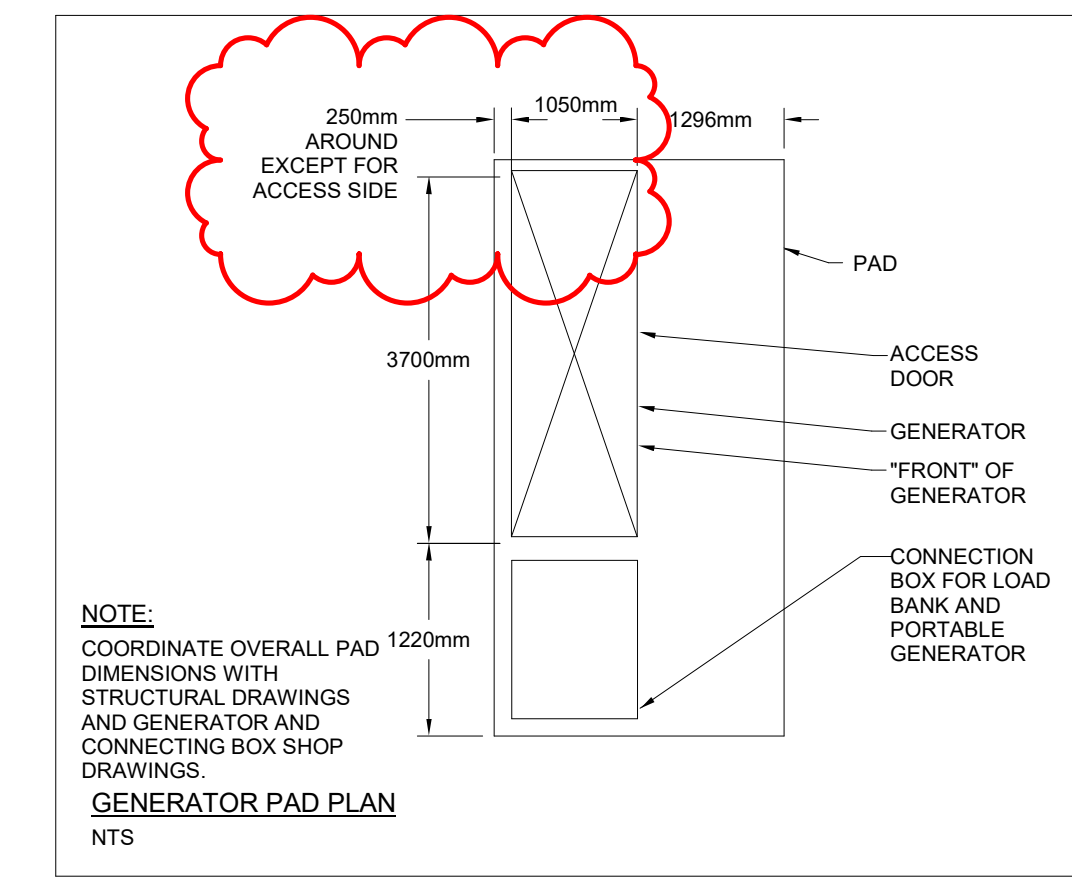 1050mm
250mm
AROUND
EXCEPT FOR
ACCESS SIDE
1296mm
PAD
3700mm
ACCESS
DOOR
GENERATOR
"FRONT" OF
GENERATOR
CONNECTION
BOX FOR LOAD
BANK AND
PORTABLE
GENERATOR
1220mm
NOTE:
COORDINATE OVERALL PAD
DIMENSIONS WITH
STRUCTURAL DRAWINGS
AND GENERATOR AND
CONNECTING BOX SHOP
DRAWINGS.
GENERATOR PAD PLAN
NTS